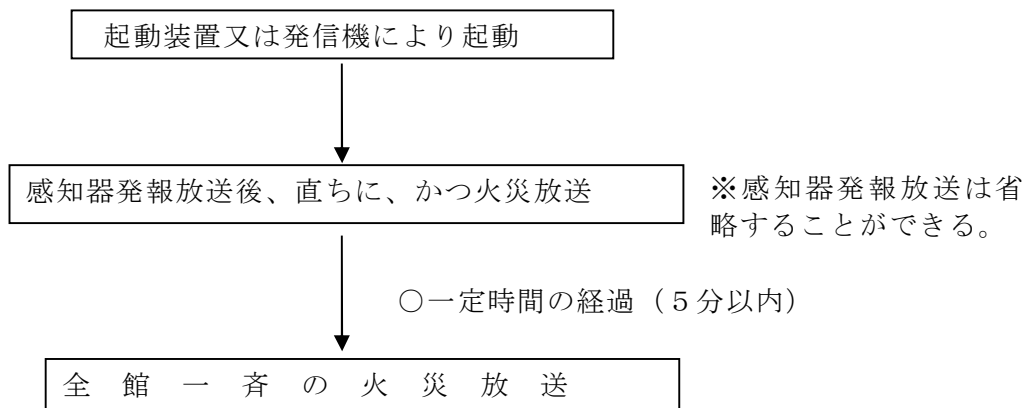 起動装置又は発信機により起動
感知器発報放送後、直ちに、かつ火災放送
※感知器発報放送は省
略することができる。
○一定時間の経過（５分以内）
全館一斉の火災放送